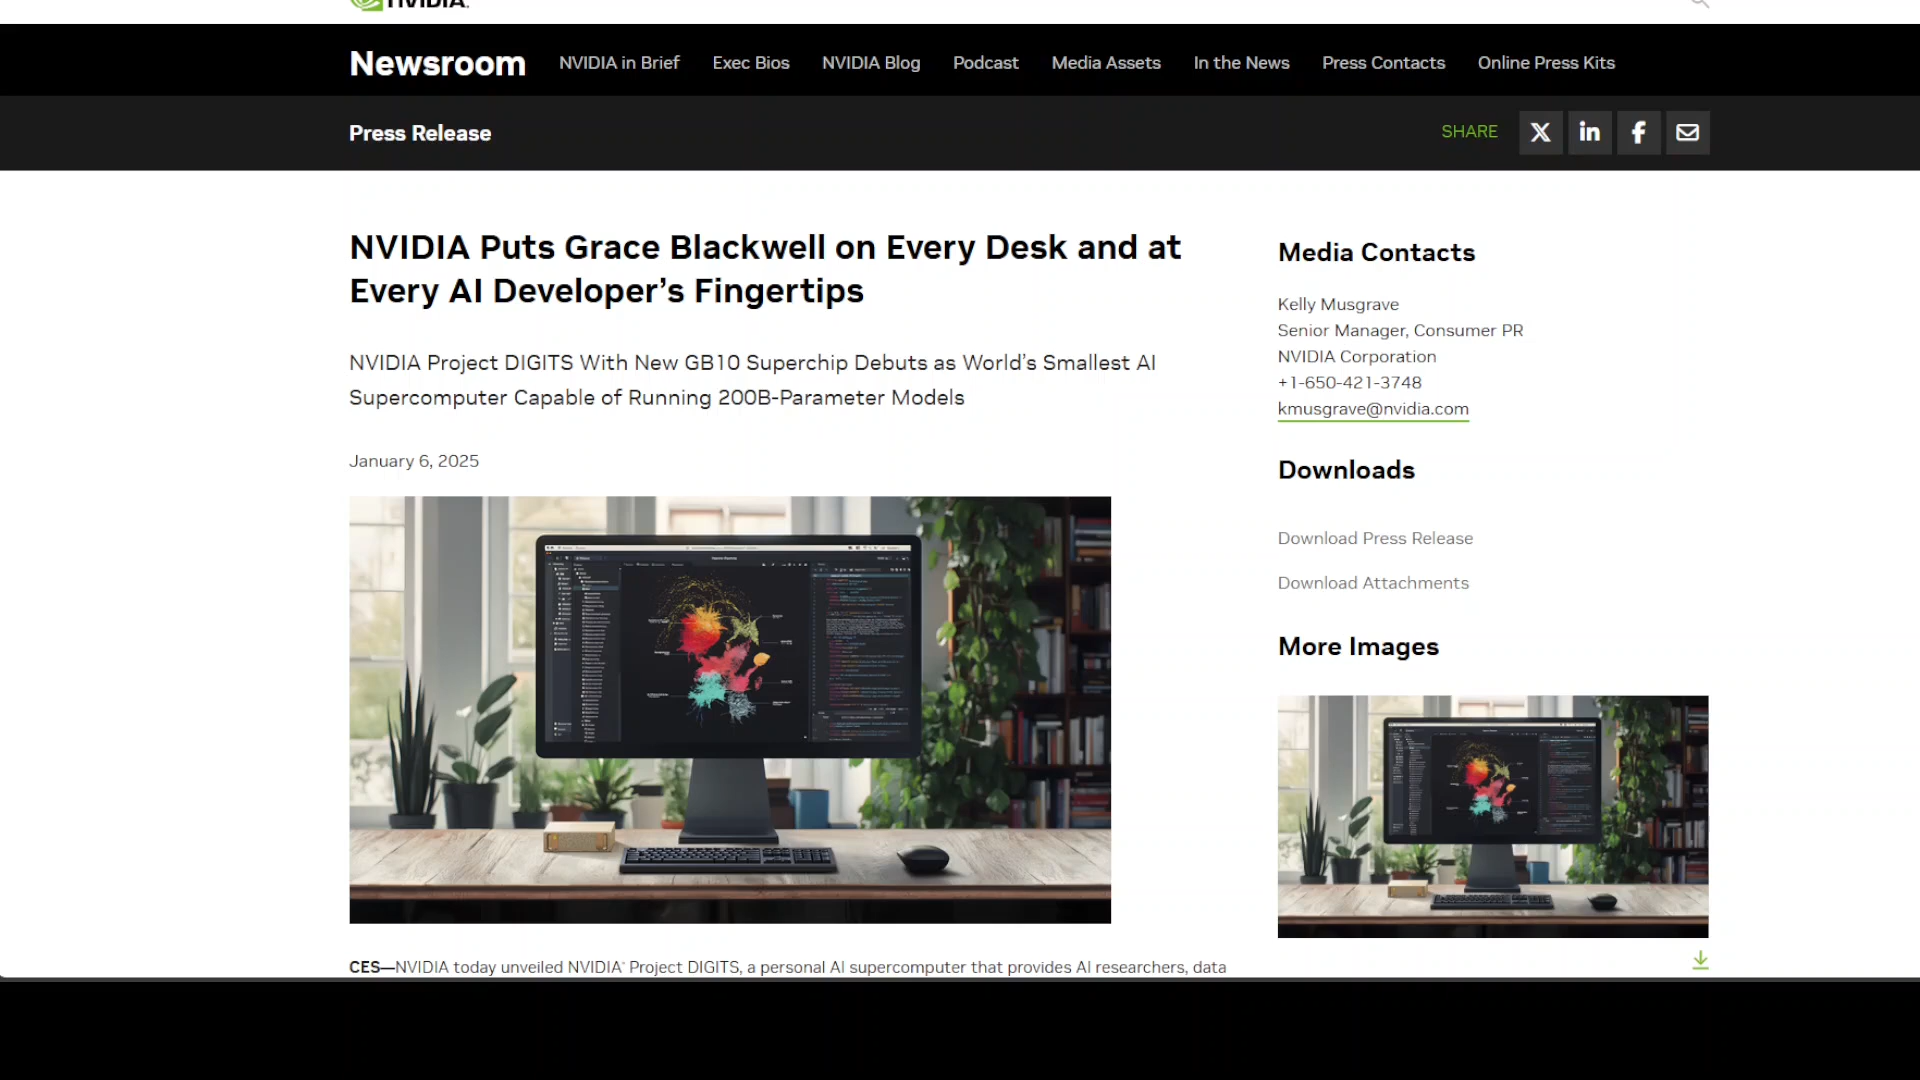 NVIDIA.
Newsroom
NVIDIA in Brief
Exec Bios
NVIDIA Blog
Podcast
Media Assets
In the News
Press Contacts
Online Press Kits
Press Release
SHARE
NVIDIA Puts Grace Blackwell on Every Desk and at
Every AI Developer’s Fingertips
NVIDIA Project DIGITS With New GB10 Superchip Debuts as World’s Smallest AI
Supercomputer Capable of Running 200B-Parameter Models
January 6, 2025
CES—NVIDIA today unveiled NVIDIA® Project DIGITS, a personal AI supercomputer that provides AI researchers, data
Media Contacts
Kelly Musgrave
Senior Manager, Consumer PR
NVIDIA Corporation
+1-650-421-3748
kmusgrave@nvidia.com
Downloads
Download Press Release
Download Attachments
More Images